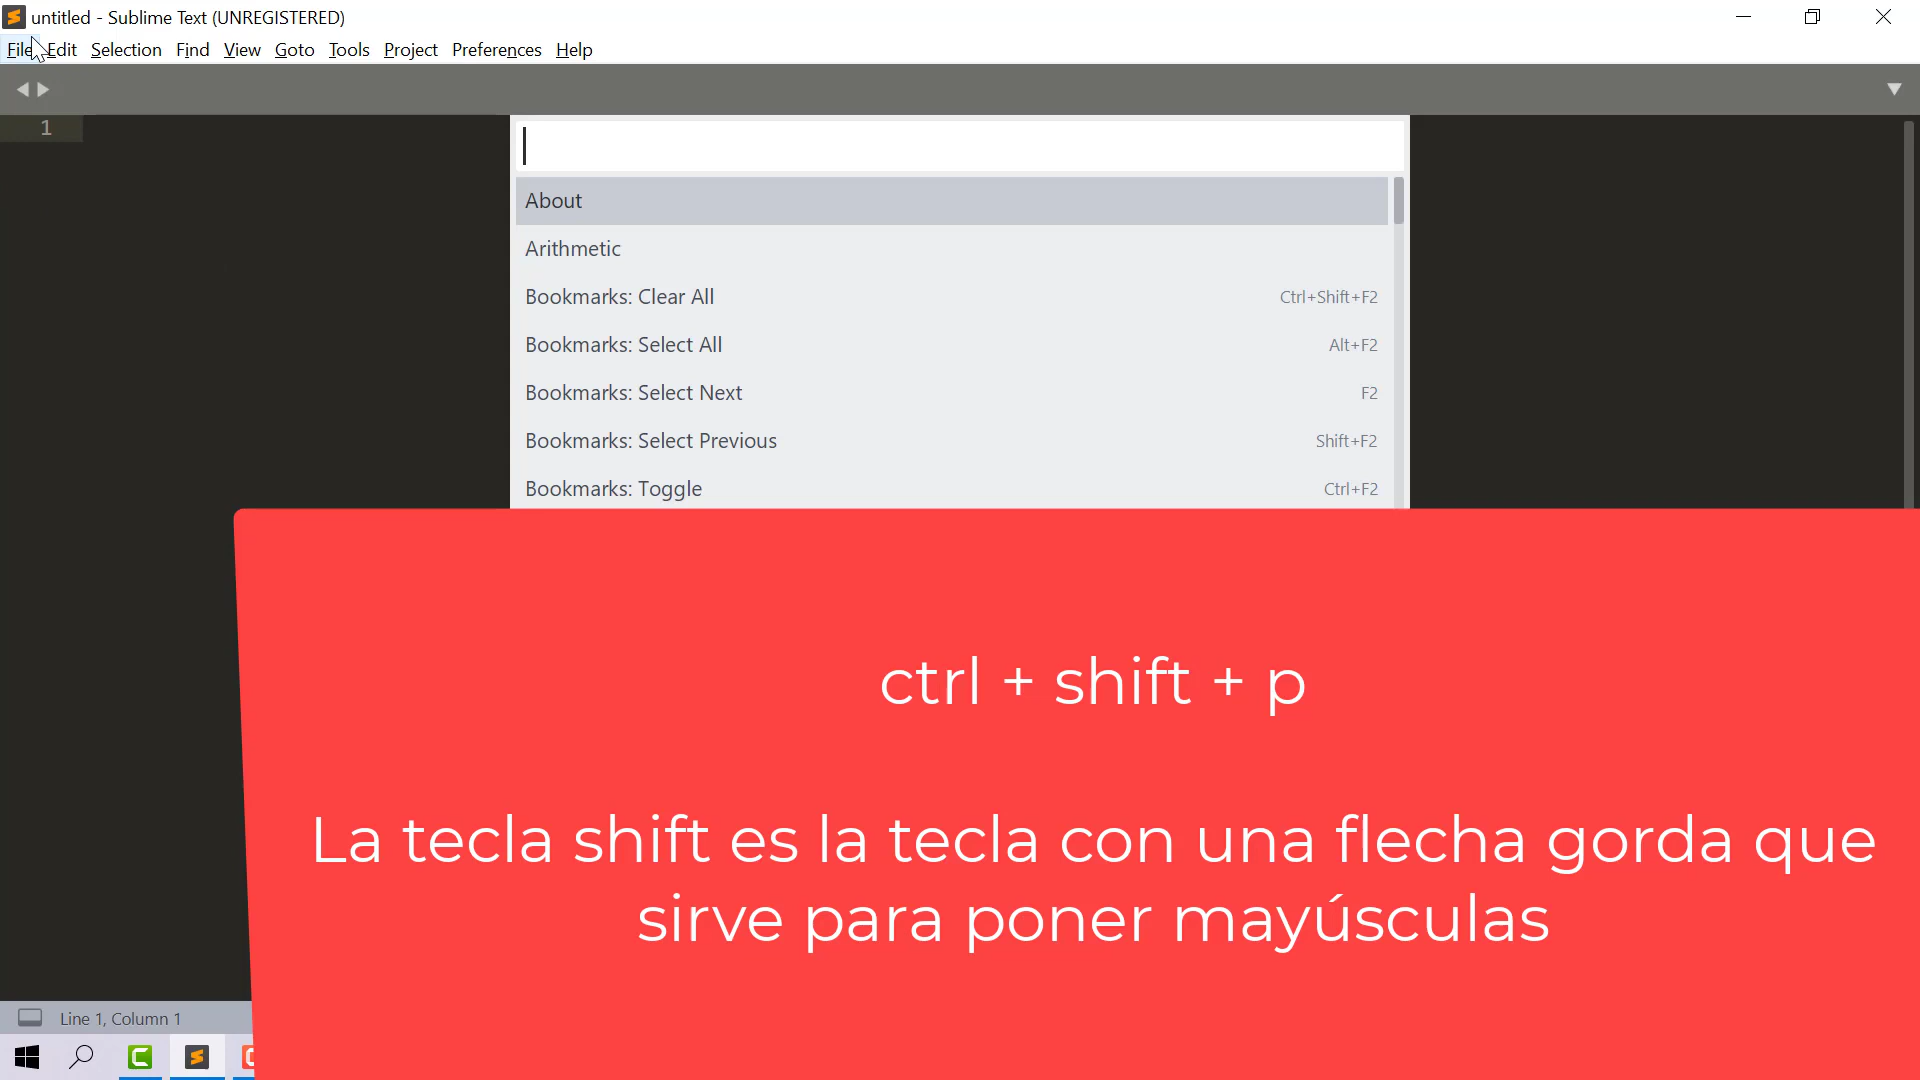 untitled - Sublime Text (UNREGISTERED)
File Edit Selection Find View Goto Tools Project Preferences Help
1
About
Arithmetic
Bookmarks: Clear All Ctrl+Shift+F2
Bookmarks: Select All Alt+F2
Bookmarks: Select Next F2
Bookmarks: Select Previous Shift+F2
Bookmarks: Toggle Ctrl+F2
ctrl + shift + p
La tecla shift es la tecla con una flecha gorda que
sirve para poner mayúsculas
Line 1, Column 1